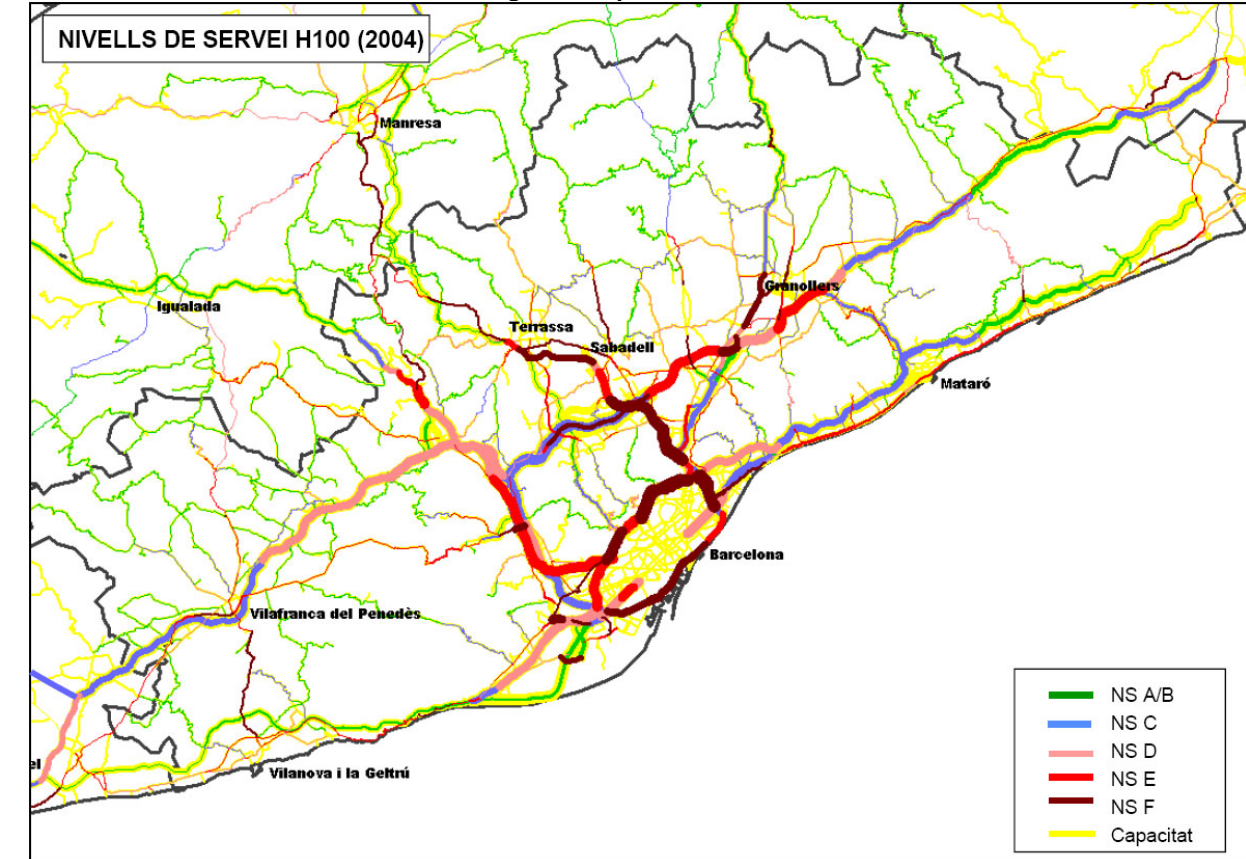 NIVELLS DE SERVEI H100 (2004)
Manresa
Igualada
Granollers
Terrassa
Sabadell
Mataró
Barcelona
Vilafranca del Penedès
el
Vilanova i la Geltrú
NS A/B
NS C
NS D
NS E
NS F
Capacitat